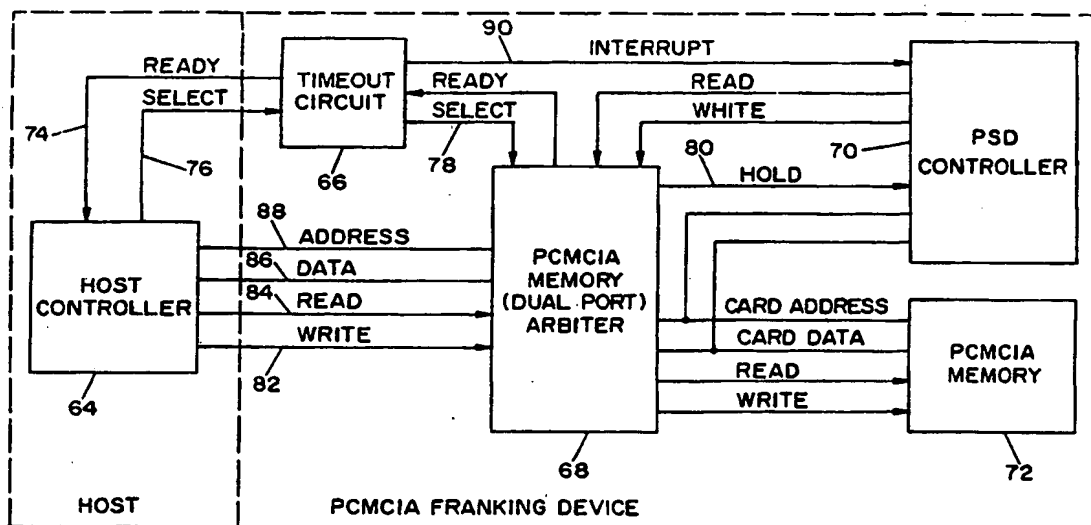 90
INTERRUPT
READY
TIMEOUT
CIRCUIT
READY
READ
SELECT
SELECT
WHITE
PSD
CONTROLLER
74
76
66
78
80
70
HOLD
88
ADDRESS
86
DATA
84
READ
WRITE
82
HOST
CONTROLLER
64
PCMCIA
MEMORY
(DUAL PORT)
ARBITER
68
CARD ADDRESS
CARD DATA
READ
WRITE
PCMCIA
MEMORY
72
HOST
PCMCIA FRANKING DEVICE